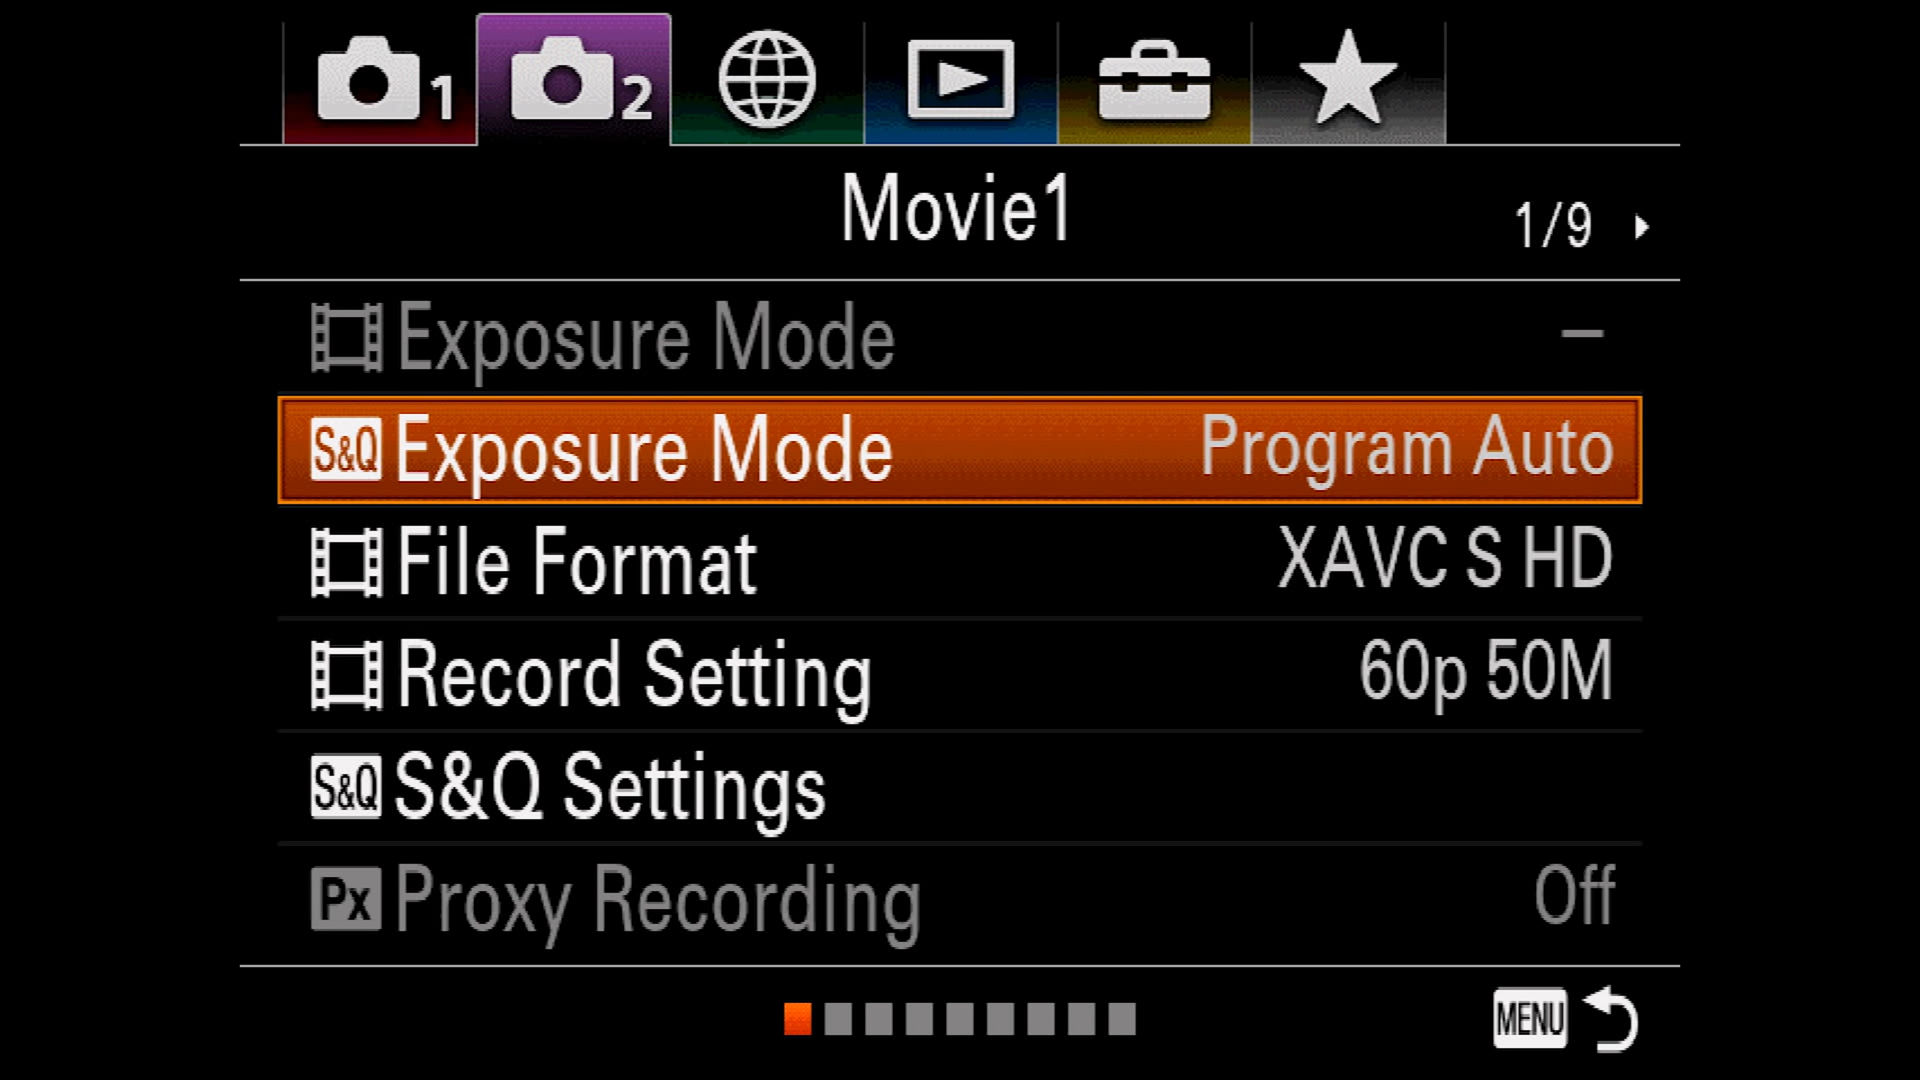 1 2
Movie1
1/9
Exposure Mode –
S&Q Exposure Mode Program Auto
File Format XAVC S HD
Record Setting 60p 50M
S&Q S&Q Settings
Px Proxy Recording Off
MENU